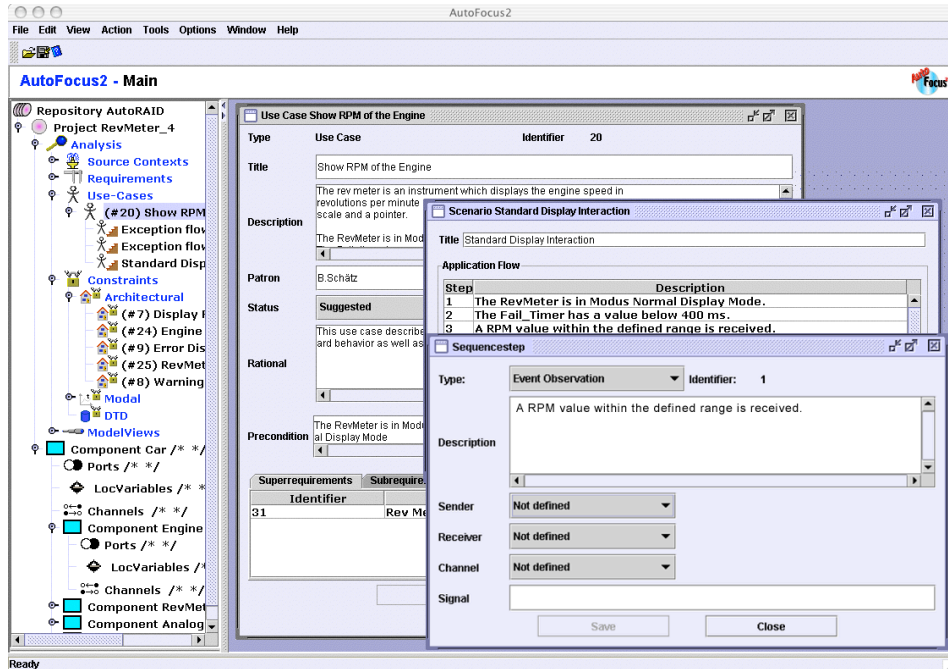 AutoFocus2
File Edit View Action Tools Options Window Help
AutoFocus2 - Main
AutoFocus
Repository AutoRAID
Project RevMeter_4
Analysis
Source Contexts
Requirements
Use-Cases
(#20) Show RPM
Exception flow
Exception flow
Standard Disp
Constraints
Architectural
(#7) Display
(#24) Engine
(#9) Error Dis
(#25) RevMet
(#8) Warning
Modal
DTD
ModelViews
Component Car /* */
Ports /* */
LocVariables /* *
Channels /* */
Component Engine
Ports /* */
LocVariables /*
Channels /* */
Component RevMet
Component Analog
Use Case Show RPM of the Engine
Type Use Case Identifier 20
Title Show RPM of the Engine
Description
The rev meter is an instrument which displays the engine speed in
revolutions per minute
scale and a pointer.
The RevMeter is in Mod
Patron B.Schätz
Status Suggested
Rational
This use case describe
ard behavior as well as
Precondition
The RevMeter is in Mod
al Display Mode
Superrequirements Subrequire
Identifier
31 Rev Me
Scenario Standard Display Interaction
Title Standard Display Interaction
Application Flow
Step Description
1 The RevMeter is in Modus Normal Display Mode.
2 The Fail_Timer has a value below 400 ms.
3 A RPM value within the defined range is received.
Sequencestep
Type: Event Observation Identifier: 1
Description A RPM value within the defined range is received.
Sender Not defined
Receiver Not defined
Channel Not defined
Signal
Save Close
Ready